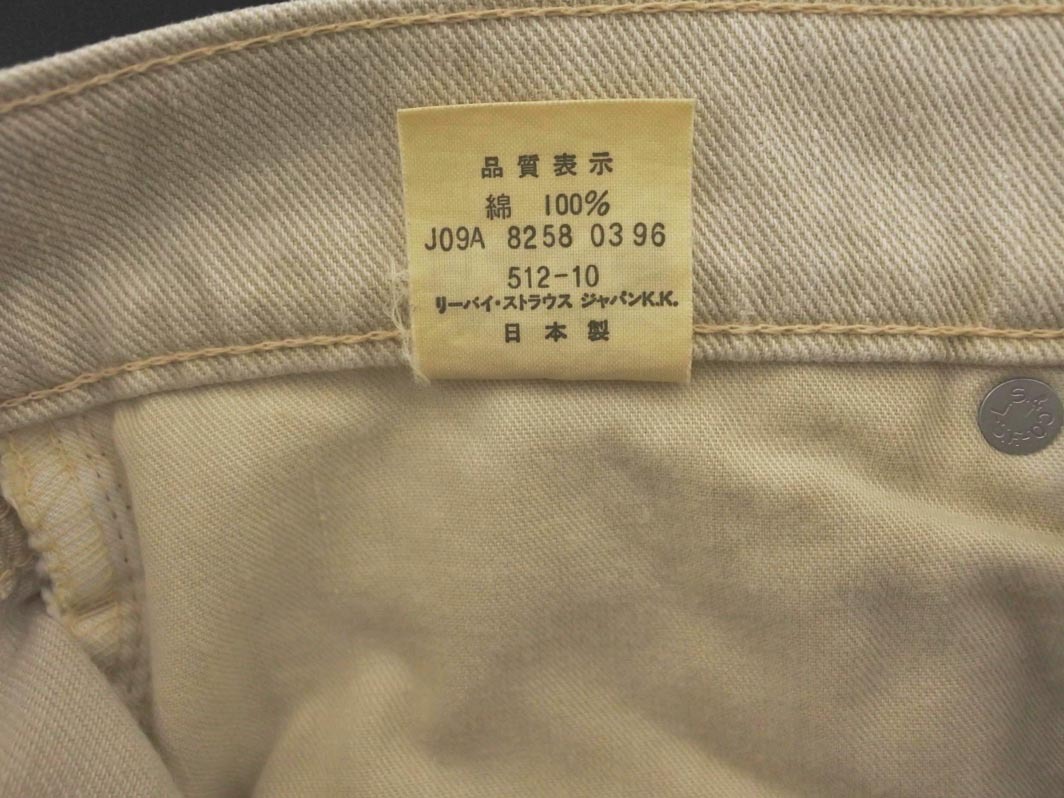 品質表示
綿 100%
J09A 8258 0396
512-10
リーバイ・ストラウス ジャパンK.K.
日本製
L.S.&CO-S.F.